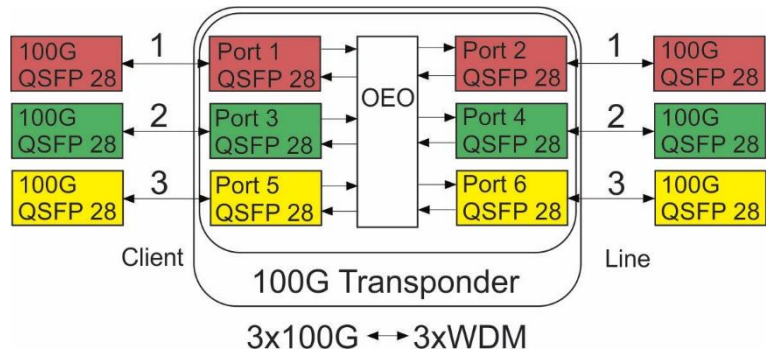 100G
QSFP 28
1
Port 1
QSFP 28
OEO
Port 2
QSFP 28
1
100G
QSFP 28
100G
QSFP 28
2
Port 3
QSFP 28
Port 4
QSFP 28
2
100G
QSFP 28
100G
QSFP 28
3
Port 5
QSFP 28
Port 6
QSFP 28
3
100G
QSFP 28
Client
Line
100G Transponder
3x100G ↔ 3xWDM